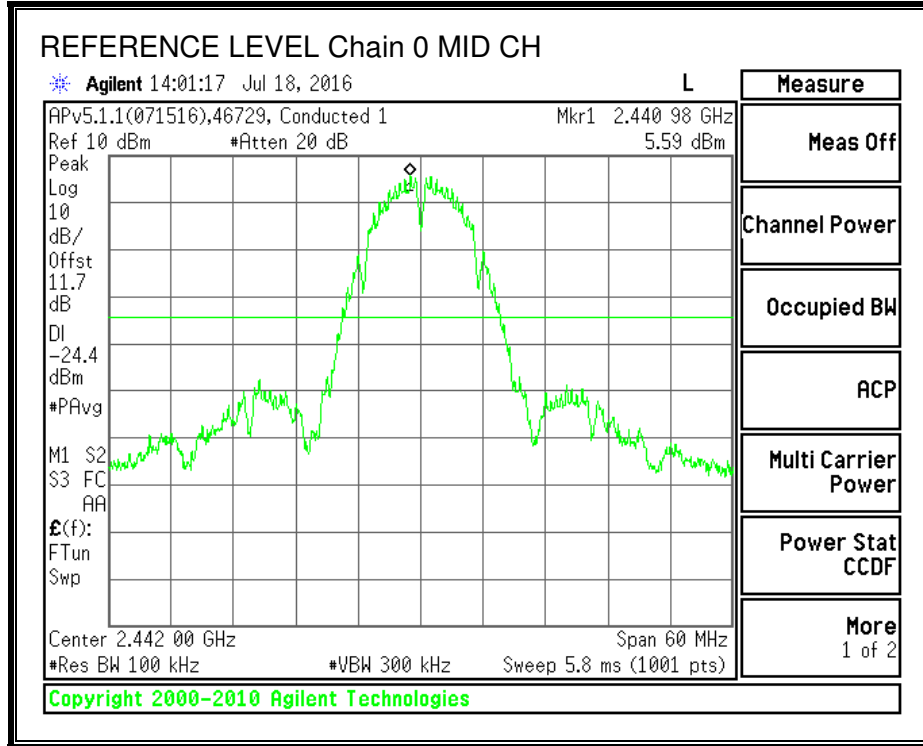 REFERENCE LEVEL Chain 0 MID CH
Agilent 14:01:17 Jul 18, 2016 L
APv5.1.1(071516),46729, Conducted 1 Mkr1 2.440 98 GHz
Ref 10 dBm #Atten 20 dB 5.59 dBm
Peak
Log
10
dB/
Offst
11.7
dB
DI
-24.4
dBm
#PAvg
M1 S2
S3 FC
AA
£(f):
FTun
Swp
1
Center 2.442 00 GHz Span 60 MHz
#Res BW 100 kHz #VBW 300 kHz Sweep 5.8 ms (1001 pts)
Copyright 2000-2010 Agilent Technologies
Measure
Meas Off
Channel Power
Occupied BW
ACP
Multi Carrier
Power
Power Stat
CCDF
More
1 of 2